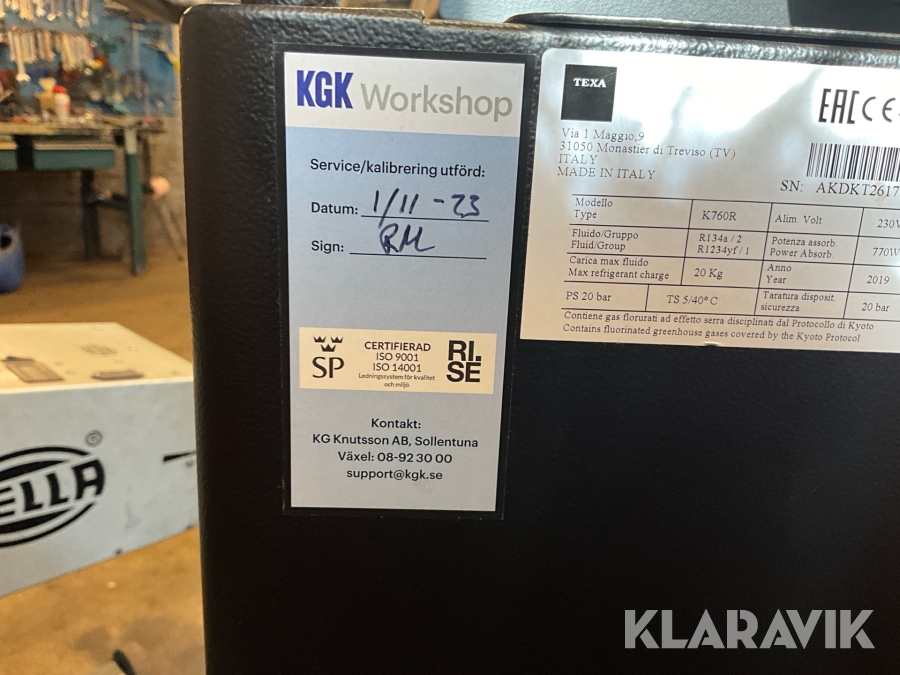 KGK Workshop
Service/kalibrering utförd:
Datum: 1/11 - 23
Sign: RM
SP
CERTIFIERAD
ISO 9001
ISO 14001
Ledningssystem för kvalitet
och miljö
RI.
SE
Kontakt:
KG Knutsson AB, Sollentuna
Växel: 08-92 30 00
support@kgk.se
TEXA
EAC CE
Via 1 Maggio,9
31050 Monastier di Treviso (TV)
ITALY
MADE IN ITALY
SN: AKDKT2617
Modello
Type
K760R
Alim. Volt
230V
Fluido/Gruppo
Fluid/Group
R134a / 2
R1234yf / 1
Potenza assorb.
Power Absorb.
770W
Carica max fluido
Max refrigerant charge
20 Kg
Anno
Year
2019
PS 20 bar
TS 5/40° C
Taratura disposit.
sicurezza
20 bar
Contiene gas florurati ad effetto serra disciplinati dal Protocollo di Kyoto
Contains fluorinated greenhouse gases covered by the Kyoto Protocol
ELLA
®
KLARAVIK